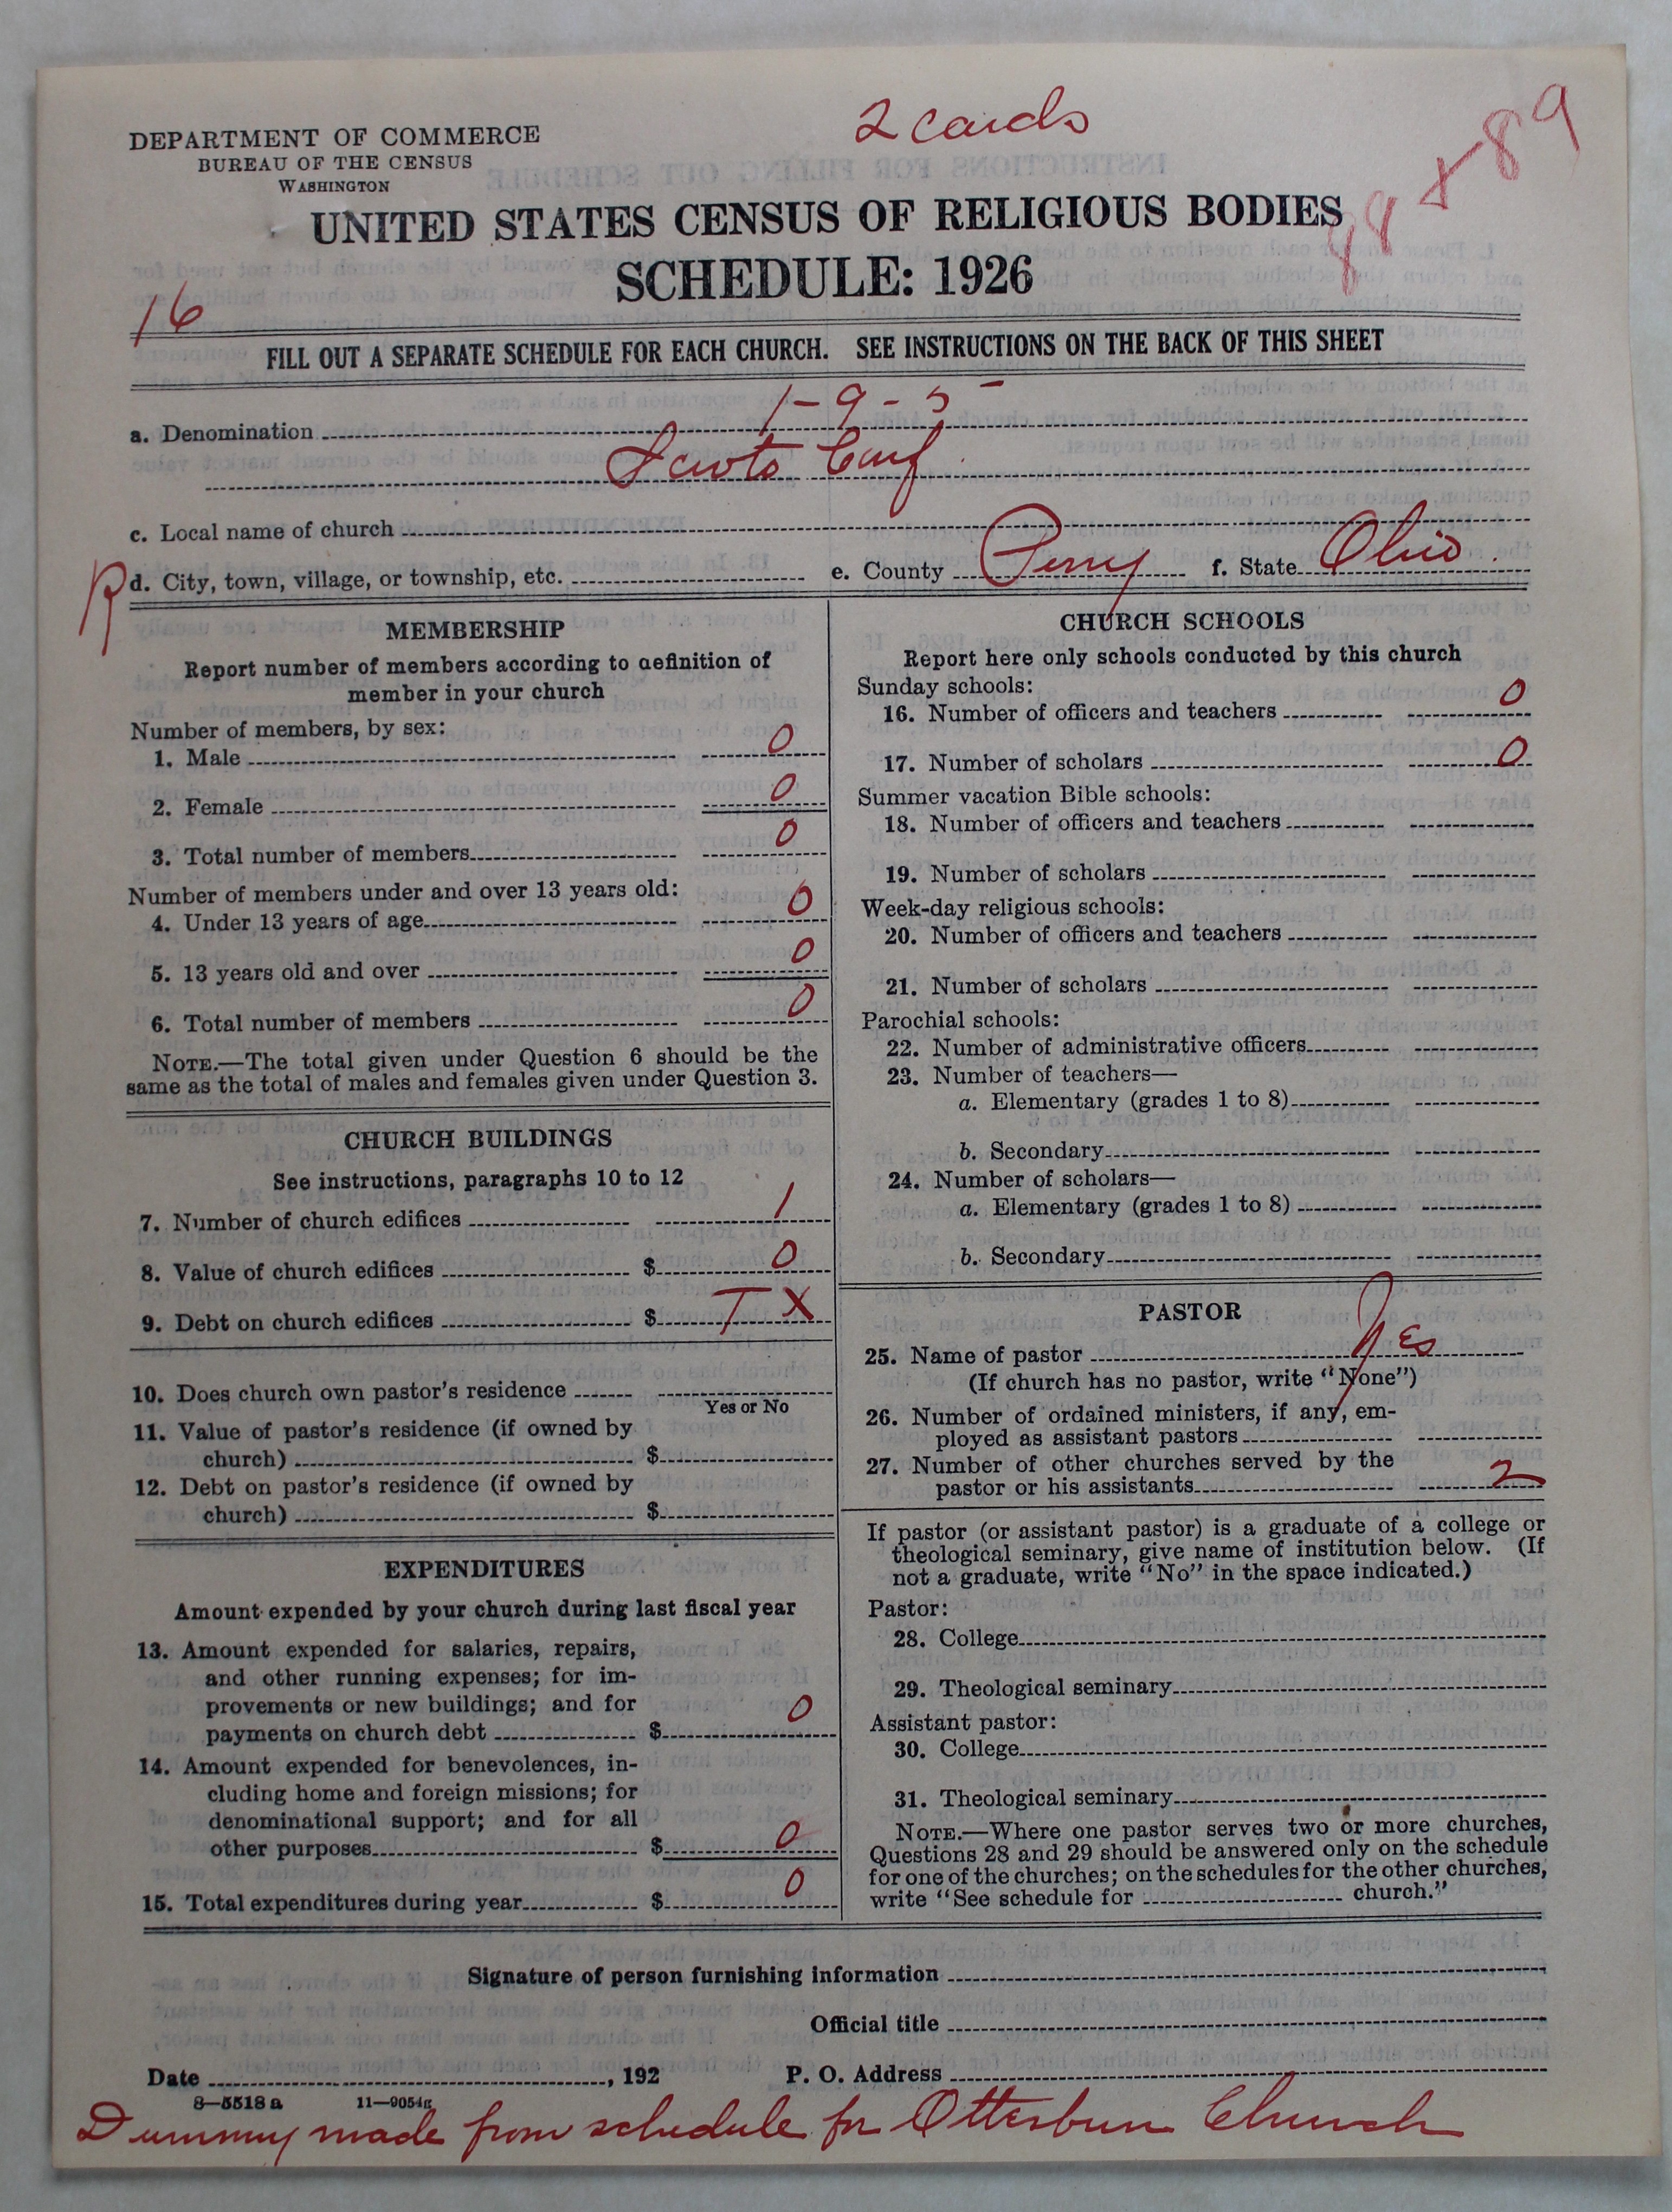 2 cards
88 + 89
DEPARTMENT OF COMMERCE
BUREAU OF THE CENSUS
WASHINGTON
UNITED STATES CENSUS OF RELIGIOUS BODIES
SCHEDULE: 1926
16
FILL OUT A SEPARATE SCHEDULE FOR EACH CHURCH. SEE INSTRUCTIONS ON THE BACK OF THIS SHEET
1-9-5-
a. Denomination
Scioto Conf.
c. Local name of church
R d. City, town, village, or township, etc. e. County Perry f. State Ohio.
MEMBERSHIP
Report number of members according to definition of
member in your church
Number of members, by sex:
1. Male 0
2. Female 0
3. Total number of members 0
Number of members under and over 13 years old:
4. Under 13 years of age 0
5. 13 years old and over 0
6. Total number of members 0
NOTE.—The total given under Question 6 should be the
same as the total of males and females given under Question 3.
CHURCH BUILDINGS
See instructions, paragraphs 10 to 12
7. Number of church edifices 1
8. Value of church edifices $ 0
9. Debt on church edifices $ T X
10. Does church own pastor's residence
Yes or No
11. Value of pastor's residence (if owned by
church) $
12. Debt on pastor's residence (if owned by
church) $
EXPENDITURES
Amount expended by your church during last fiscal year
13. Amount expended for salaries, repairs,
and other running expenses; for im-
provements or new buildings; and for
payments on church debt $ 0
14. Amount expended for benevolences, in-
cluding home and foreign missions; for
denominational support; and for all
other purposes $ 0
15. Total expenditures during year $ 0
CHURCH SCHOOLS
Report here only schools conducted by this church
Sunday schools:
16. Number of officers and teachers 0
17. Number of scholars 0
Summer vacation Bible schools:
18. Number of officers and teachers
19. Number of scholars
Week-day religious schools:
20. Number of officers and teachers
21. Number of scholars
Parochial schools:
22. Number of administrative officers
23. Number of teachers—
a. Elementary (grades 1 to 8)
b. Secondary
24. Number of scholars—
a. Elementary (grades 1 to 8)
b. Secondary
PASTOR
25. Name of pastor Yes
(If church has no pastor, write "None")
26. Number of ordained ministers, if any, em-
ployed as assistant pastors
27. Number of other churches served by the
pastor or his assistants 2
If pastor (or assistant pastor) is a graduate of a college or
theological seminary, give name of institution below. (If
not a graduate, write "No" in the space indicated.)
Pastor:
28. College
29. Theological seminary
Assistant pastor:
30. College
31. Theological seminary
NOTE.—Where one pastor serves two or more churches,
Questions 28 and 29 should be answered only on the schedule
for one of the churches; on the schedules for the other churches,
write "See schedule for church."
Signature of person furnishing information
Official title
Date , 192 P. O. Address
8—5518 a 11—9054g
Dummy made from schedule for Otterbein Church